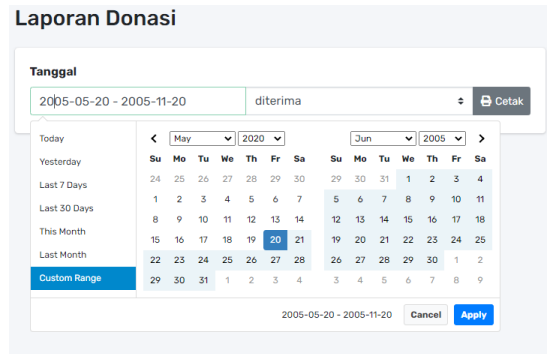 Laporan Donasi
Tanggal
2005-05-20 - 2005-11-20 diterima Cetak
Today
Yesterday
Last 7 Days
Last 30 Days
This Month
Last Month
Custom Range
May 2020
Su Mo Tu We Th Fr Sa
24 25 26 27 28 29 30
1 2 3 4 5 6 7
8 9 10 11 12 13 14
15 16 17 18 19 20 21
22 23 24 25 26 27 28
29 30 31 1 2 3 4
Jun 2005
Su Mo Tu We Th Fr Sa
29 30 31 1 2 3 4
5 6 7 8 9 10 11
12 13 14 15 16 17 18
19 20 21 22 23 24 25
26 27 28 29 30 1 2
3 4 5 6 7 8 9
2005-05-20 - 2005-11-20 Cancel Apply